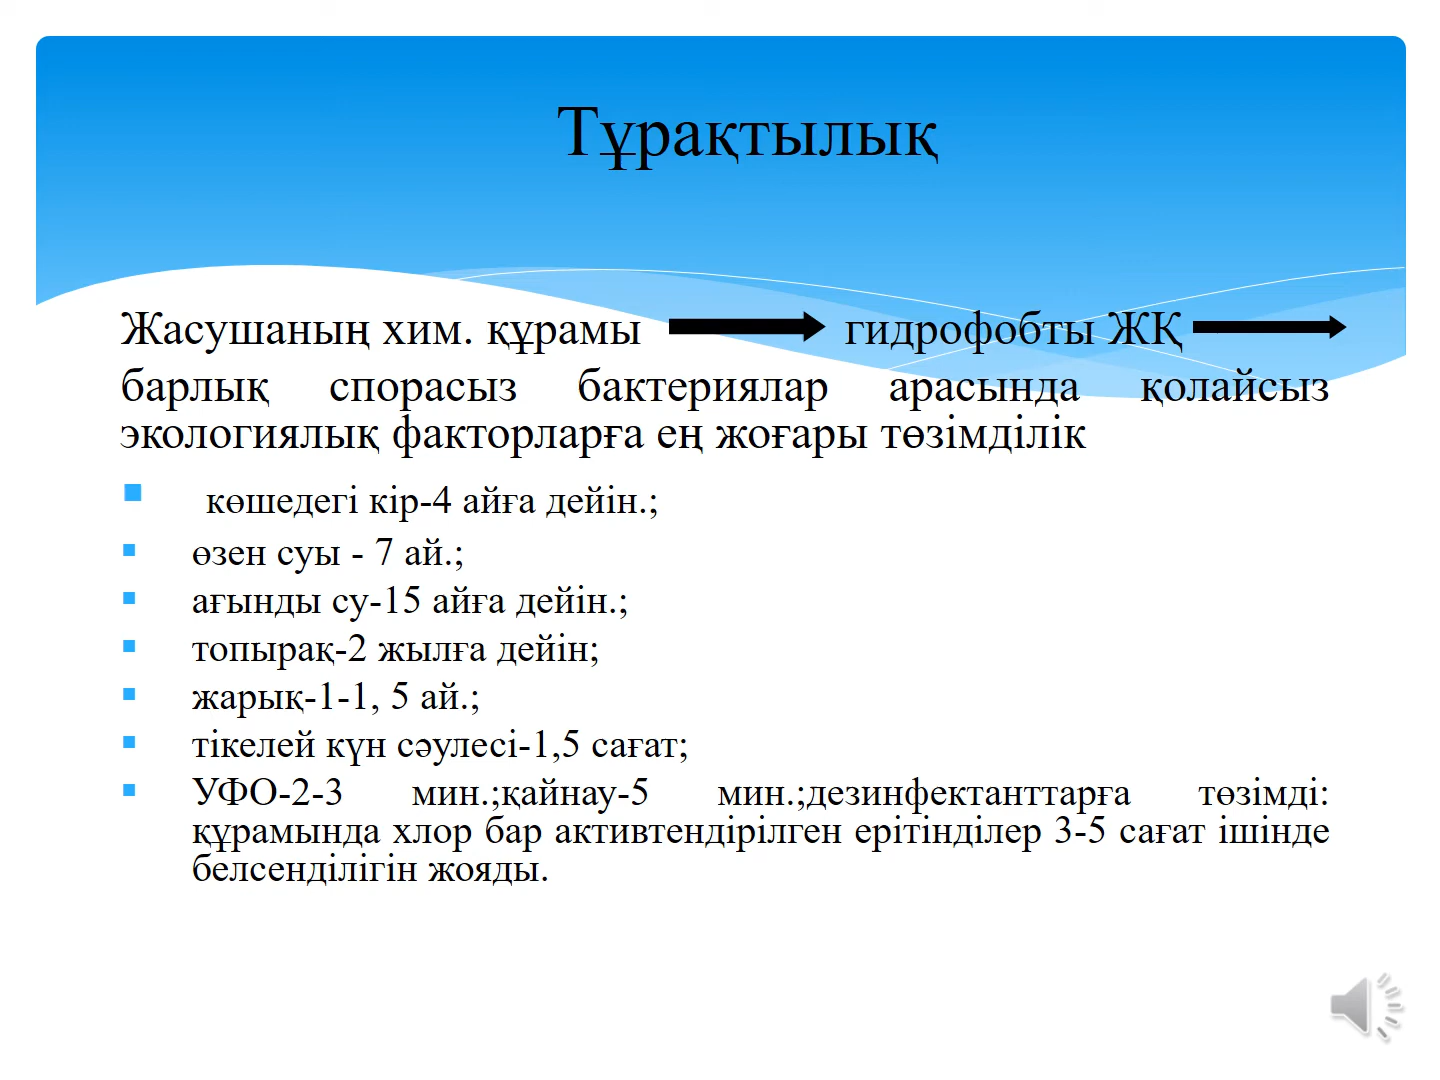 Тұрақтылық
Жасушаның хим. құрамы гидрофобты ЖҚ
барлық спорасыз бактериялар арасында қолайсыз
экологиялық факторларға ең жоғары төзімділік
көшедегі кір-4 айға дейін.;
өзен суы - 7 ай.;
ағынды су-15 айға дейін.;
топырақ-2 жылға дейін;
жарық-1-1, 5 ай.;
тікелей күн сәулесі-1,5 сағат;
УФО-2-3 мин.;қайнау-5 мин.;дезинфектанттарға төзімді:
құрамында хлор бар активтендірілген ерітінділер 3-5 сағат ішінде
белсенділігін жояды.